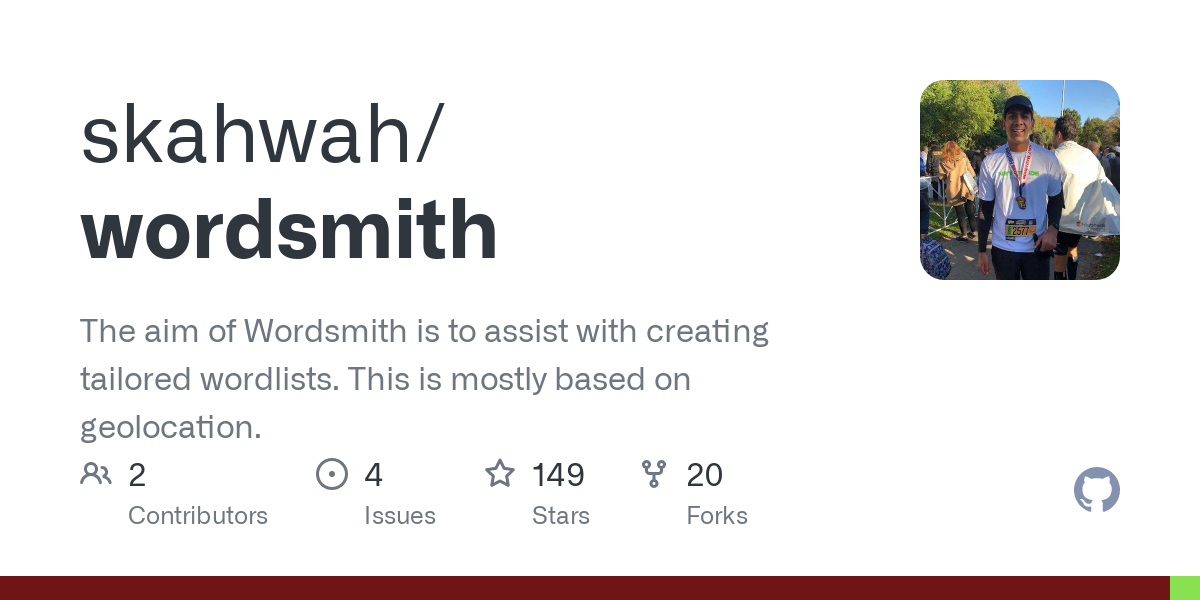 skahwah/
wordsmith
The aim of Wordsmith is to assist with creating
tailored wordlists. This is mostly based on
geolocation.
2
Contributors
4
Issues
149
Stars
20
Forks
2577